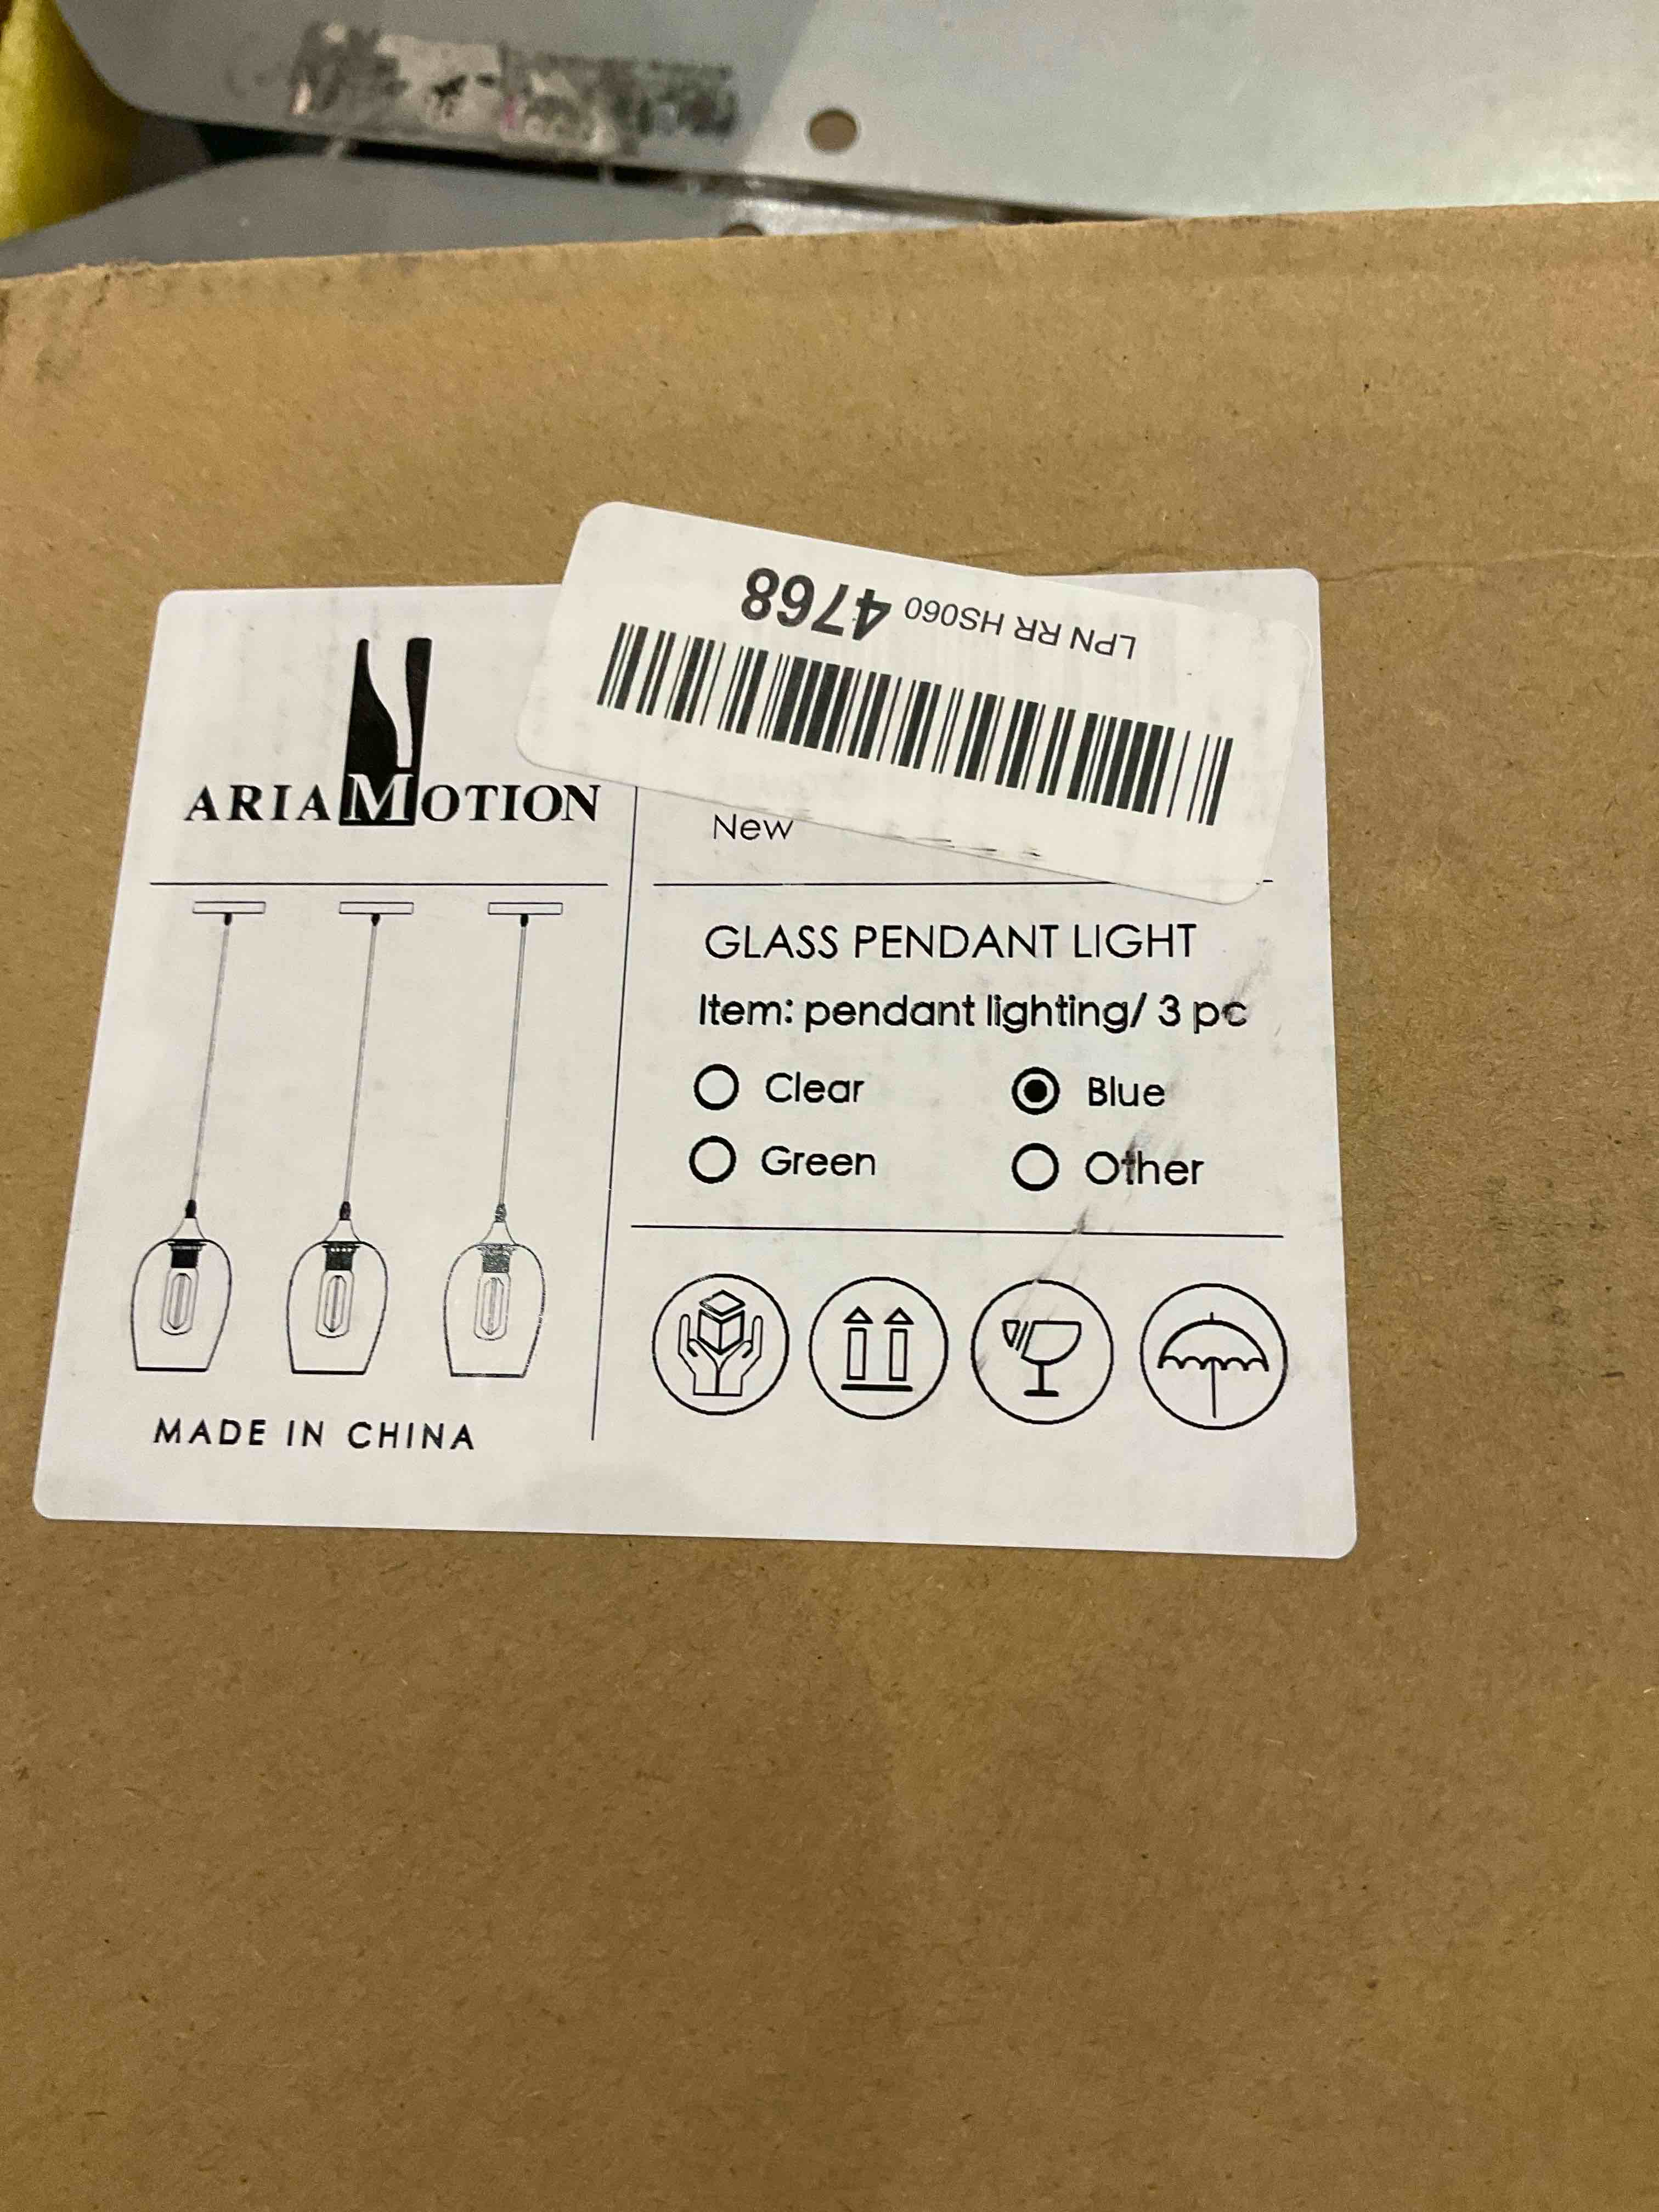 LPN RR HS060 4768
ARIAMOTION
New
GLASS PENDANT LIGHT
Item: pendant lighting/ 3 pc
Clear
Blue
Green
Other
MADE IN CHINA